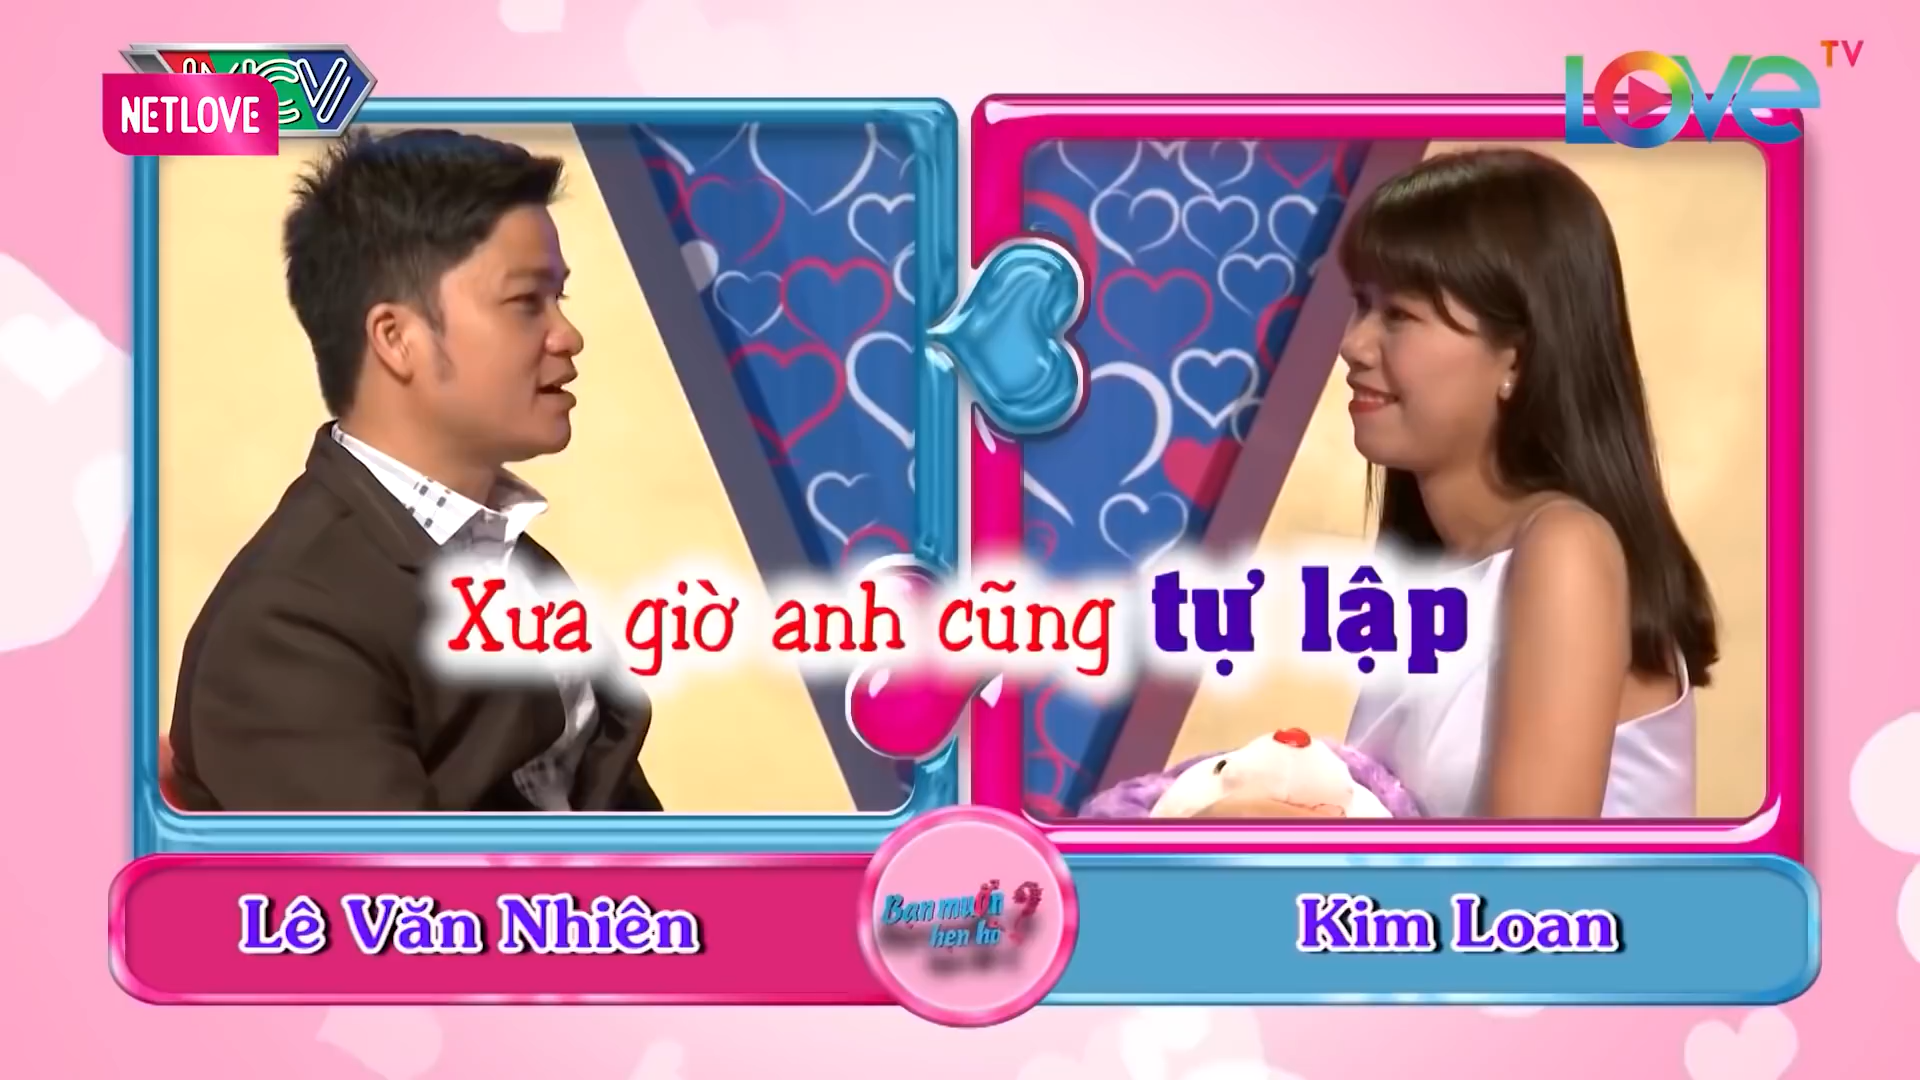 NETLOVE
LOVE TV
Xưa giờ anh cũng tự lập
Lê Văn Nhiên
Bạn muốn
hẹn hò ?
Kim Loan